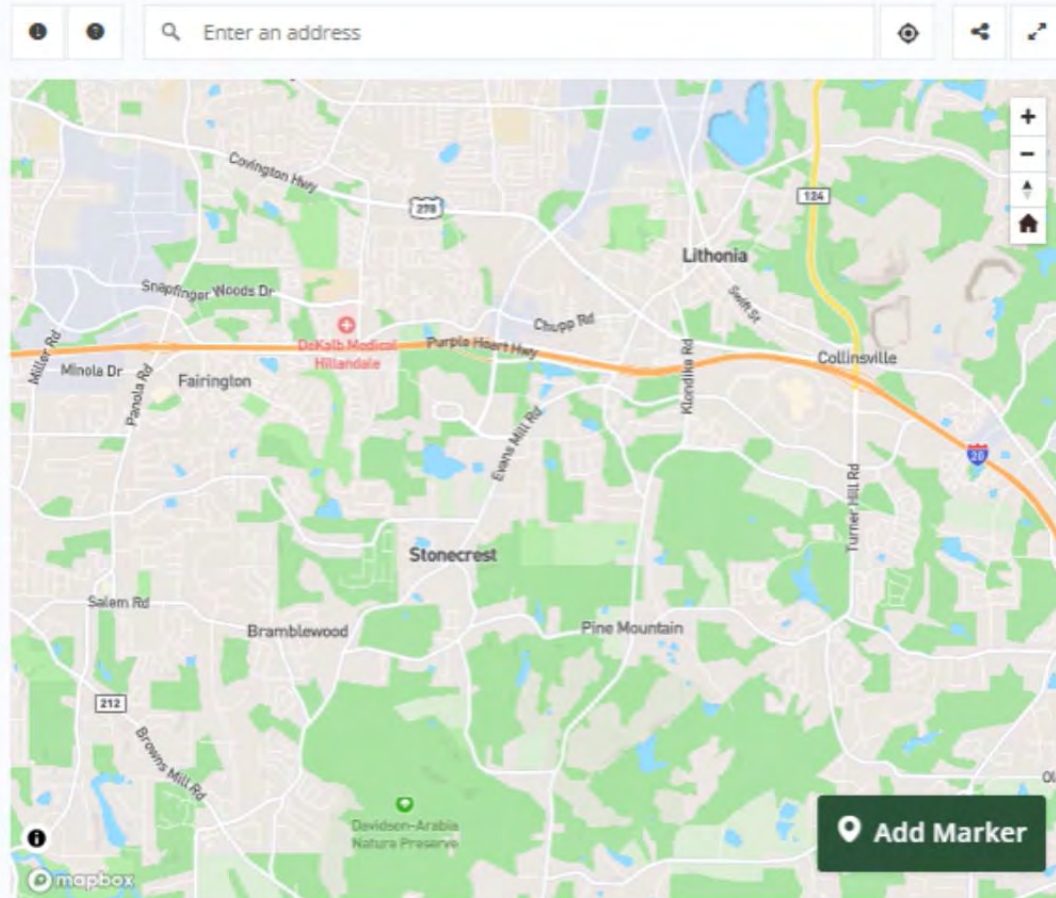 Enter an address
Covington Hwy
278
124
Lithonia
Snapfinger Woods Dr
Swift St
Chupp Rd
DeKalb Medical
Hillandale
Purple Heart Hwy
Miller Rd
Minola Dr
Panola Rd
Fairington
Klondike Rd
Collinsville
Evans Mill Rd
20
Turner Hill Rd
Stonecrest
Salem Rd
Bramblewood
Pine Mountain
212
Browns Mill Rd
Ol
Davidson-Arabia
Nature Preserve
Add Marker
mapbox